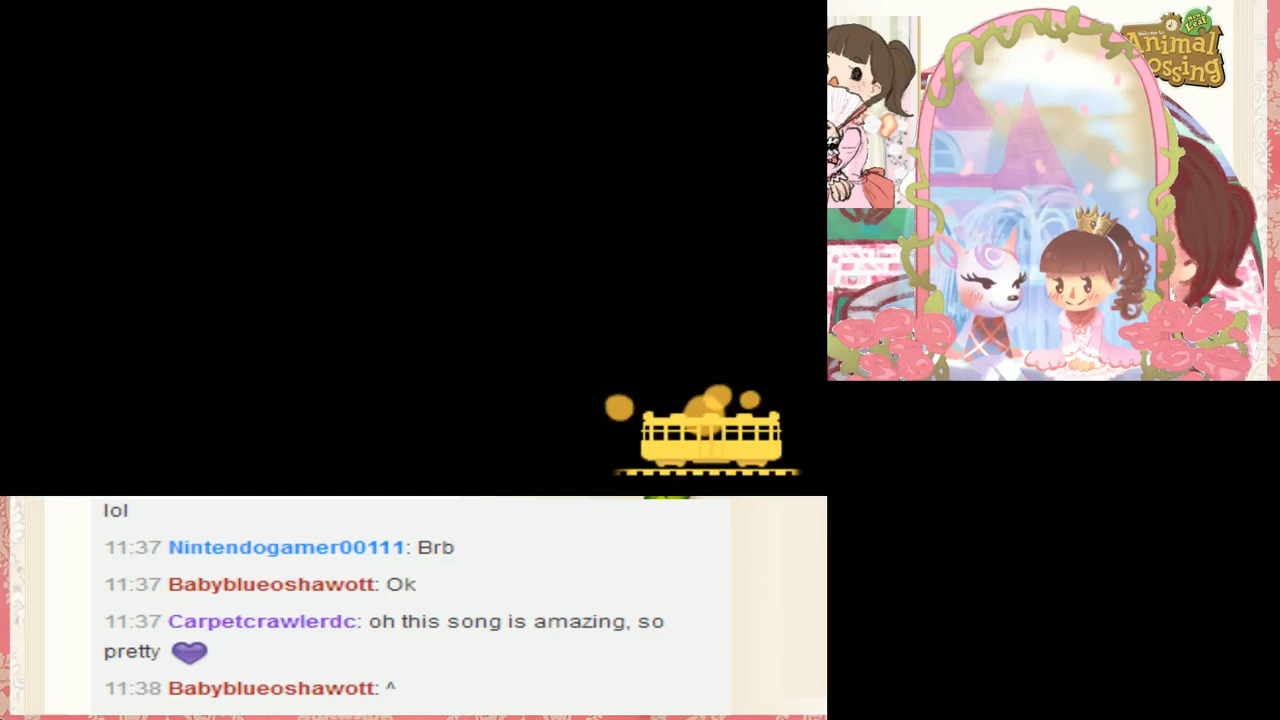 Welcome to
New Leaf
Animal
ossing
lol
11:37 Nintendogamer00111: Brb
11:37 Babyblueoshawott: Ok
11:37 Carpetcrawlerdc: oh this song is amazing, so
pretty
11:38 Babyblueoshawott: ^